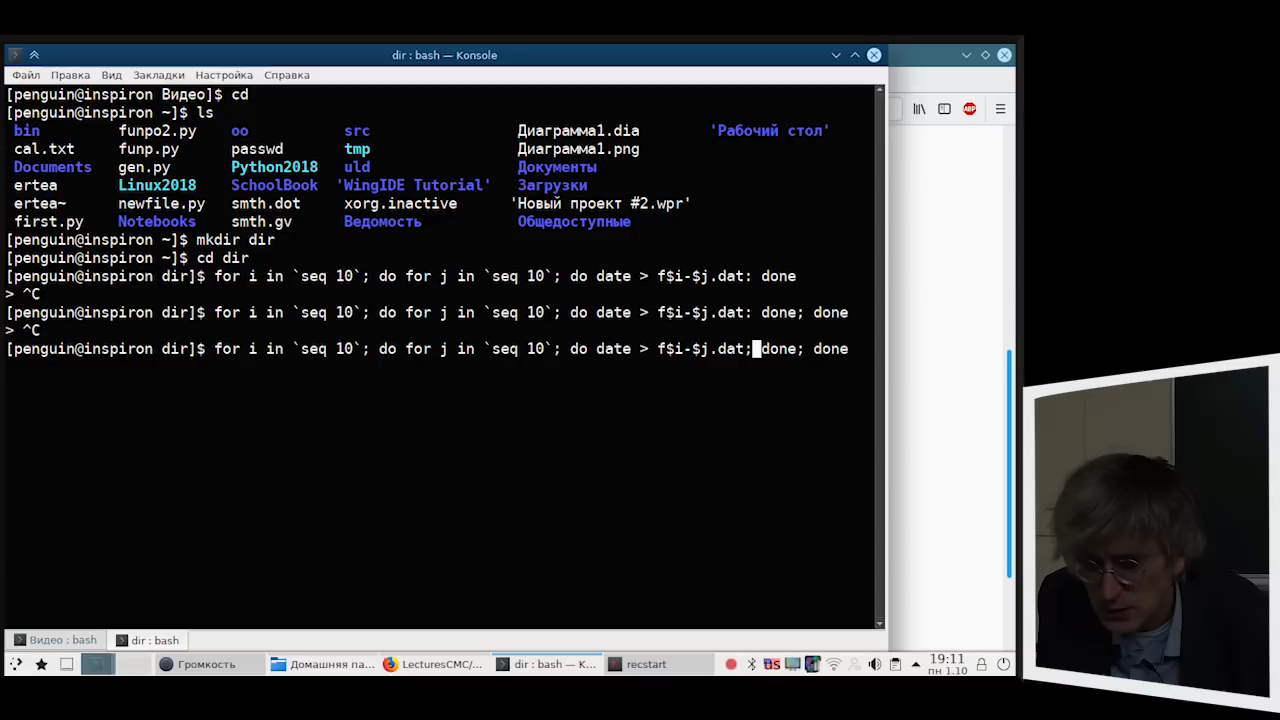 dir : bash — Konsole
Файл Правка Вид Закладки Настройка Справка
[penguin@inspiron Видео]$ cd
[penguin@inspiron ~]$ ls
bin funpo2.py oo src Диаграмма1.dia 'Рабочий стол'
cal.txt funp.py passwd tmp Диаграмма1.png
Documents gen.py Python2018 uld Документы
ertea Linux2018 SchoolBook 'WingIDE Tutorial' Загрузки
ertea~ newfile.py smth.dot xorg.inactive 'Новый проект #2.wpr'
first.py Notebooks smth.gv Ведомость Общедоступные
[penguin@inspiron ~]$ mkdir dir
[penguin@inspiron ~]$ cd dir
[penguin@inspiron dir]$ for i in `seq 10`; do for j in `seq 10`; do date > f$i-$j.dat: done
> ^C
[penguin@inspiron dir]$ for i in `seq 10`; do for j in `seq 10`; do date > f$i-$j.dat: done; done
> ^C
[penguin@inspiron dir]$ for i in `seq 10`; do for j in `seq 10`; do date > f$i-$j.dat; done; done
Видео : bash dir : bash
Громкость Домашняя па... LecturesCMC/... dir : bash — K... recstart US 19:11
пн 1.10
АБР